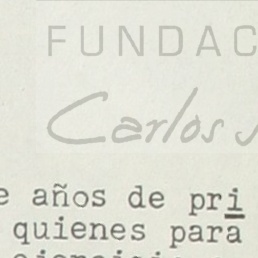 FUNDAC
Carlos
e años de pri
quienes para